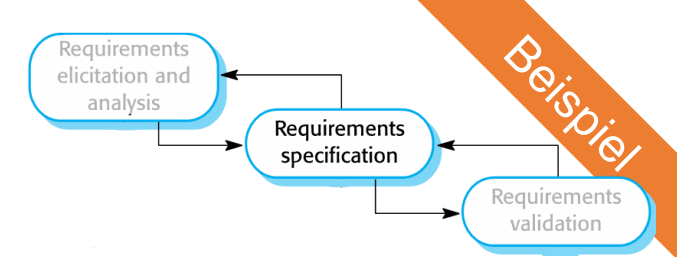 Requirements
elicitation and
analysis
Requirements
specification
Requirements
validation
Beispiel